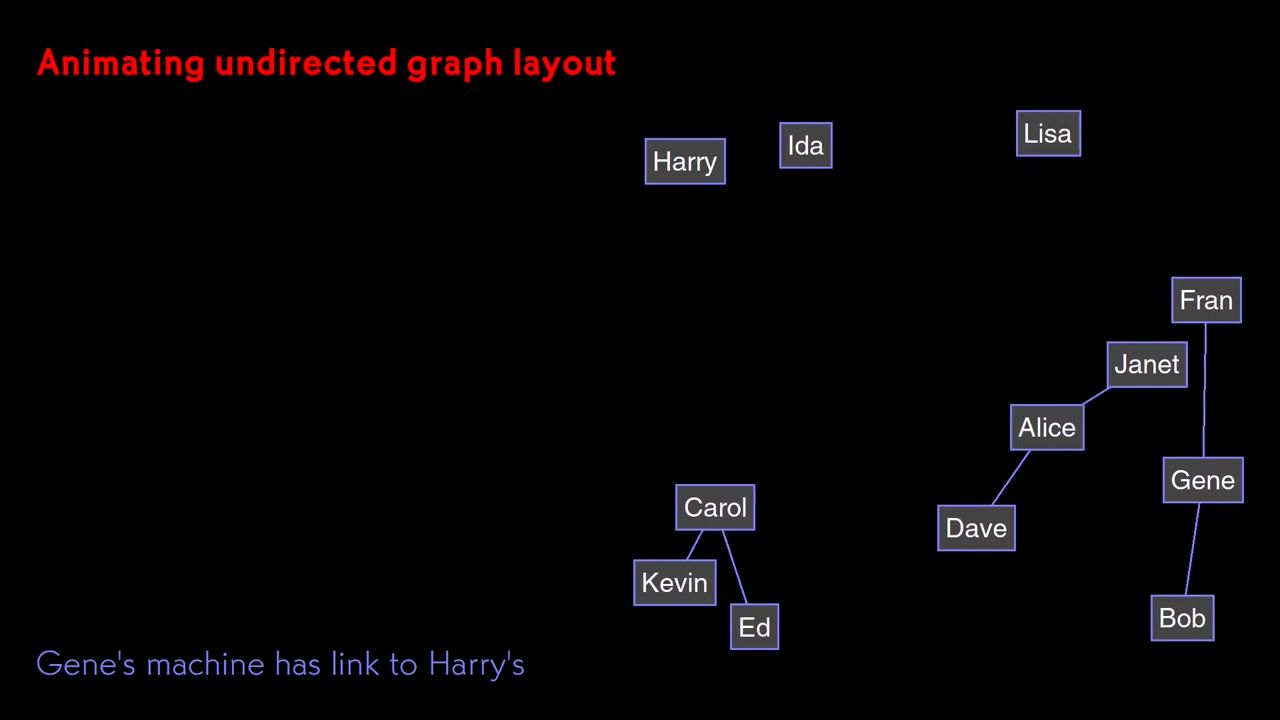 Animating undirected graph layout
Lisa
Ida
Harry
Fran
Janet
Alice
Gene
Carol
Dave
Kevin
Bob
Ed
Gene's machine has link to Harry's